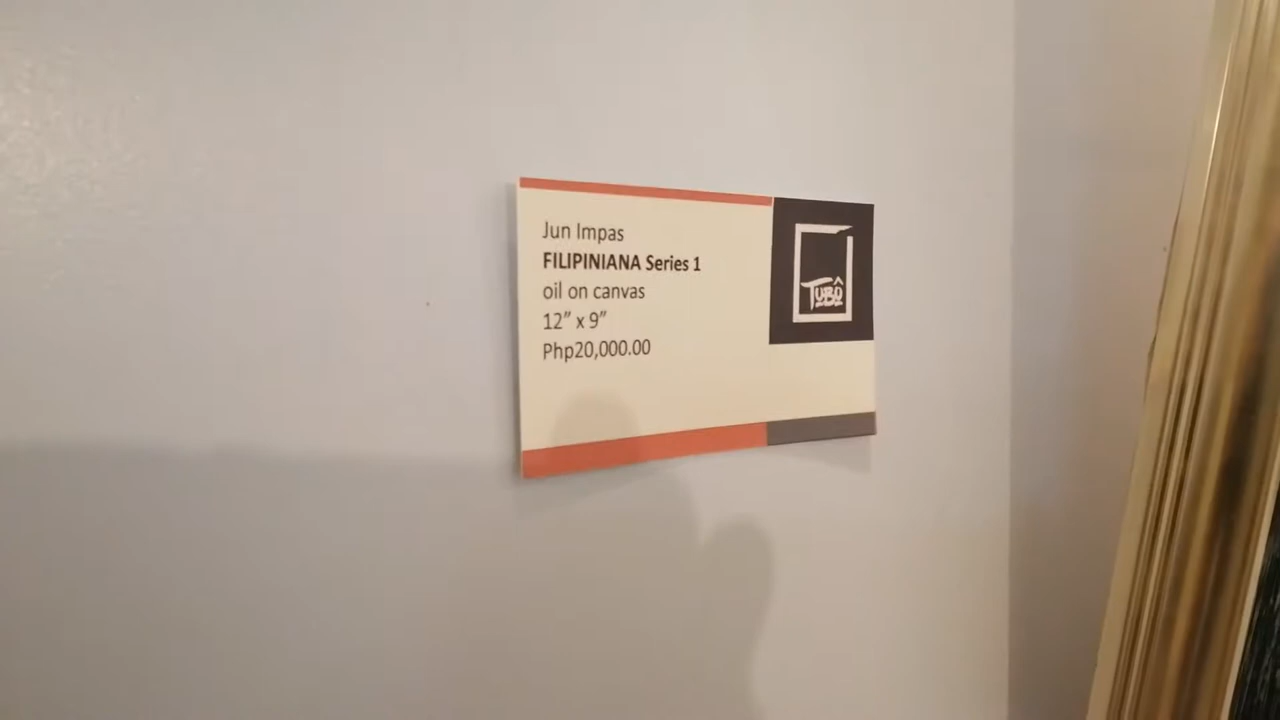 Jun Impas
FILIPINIANA Series 1
oil on canvas
12” x 9”
Php20,000.00
TUBÔ